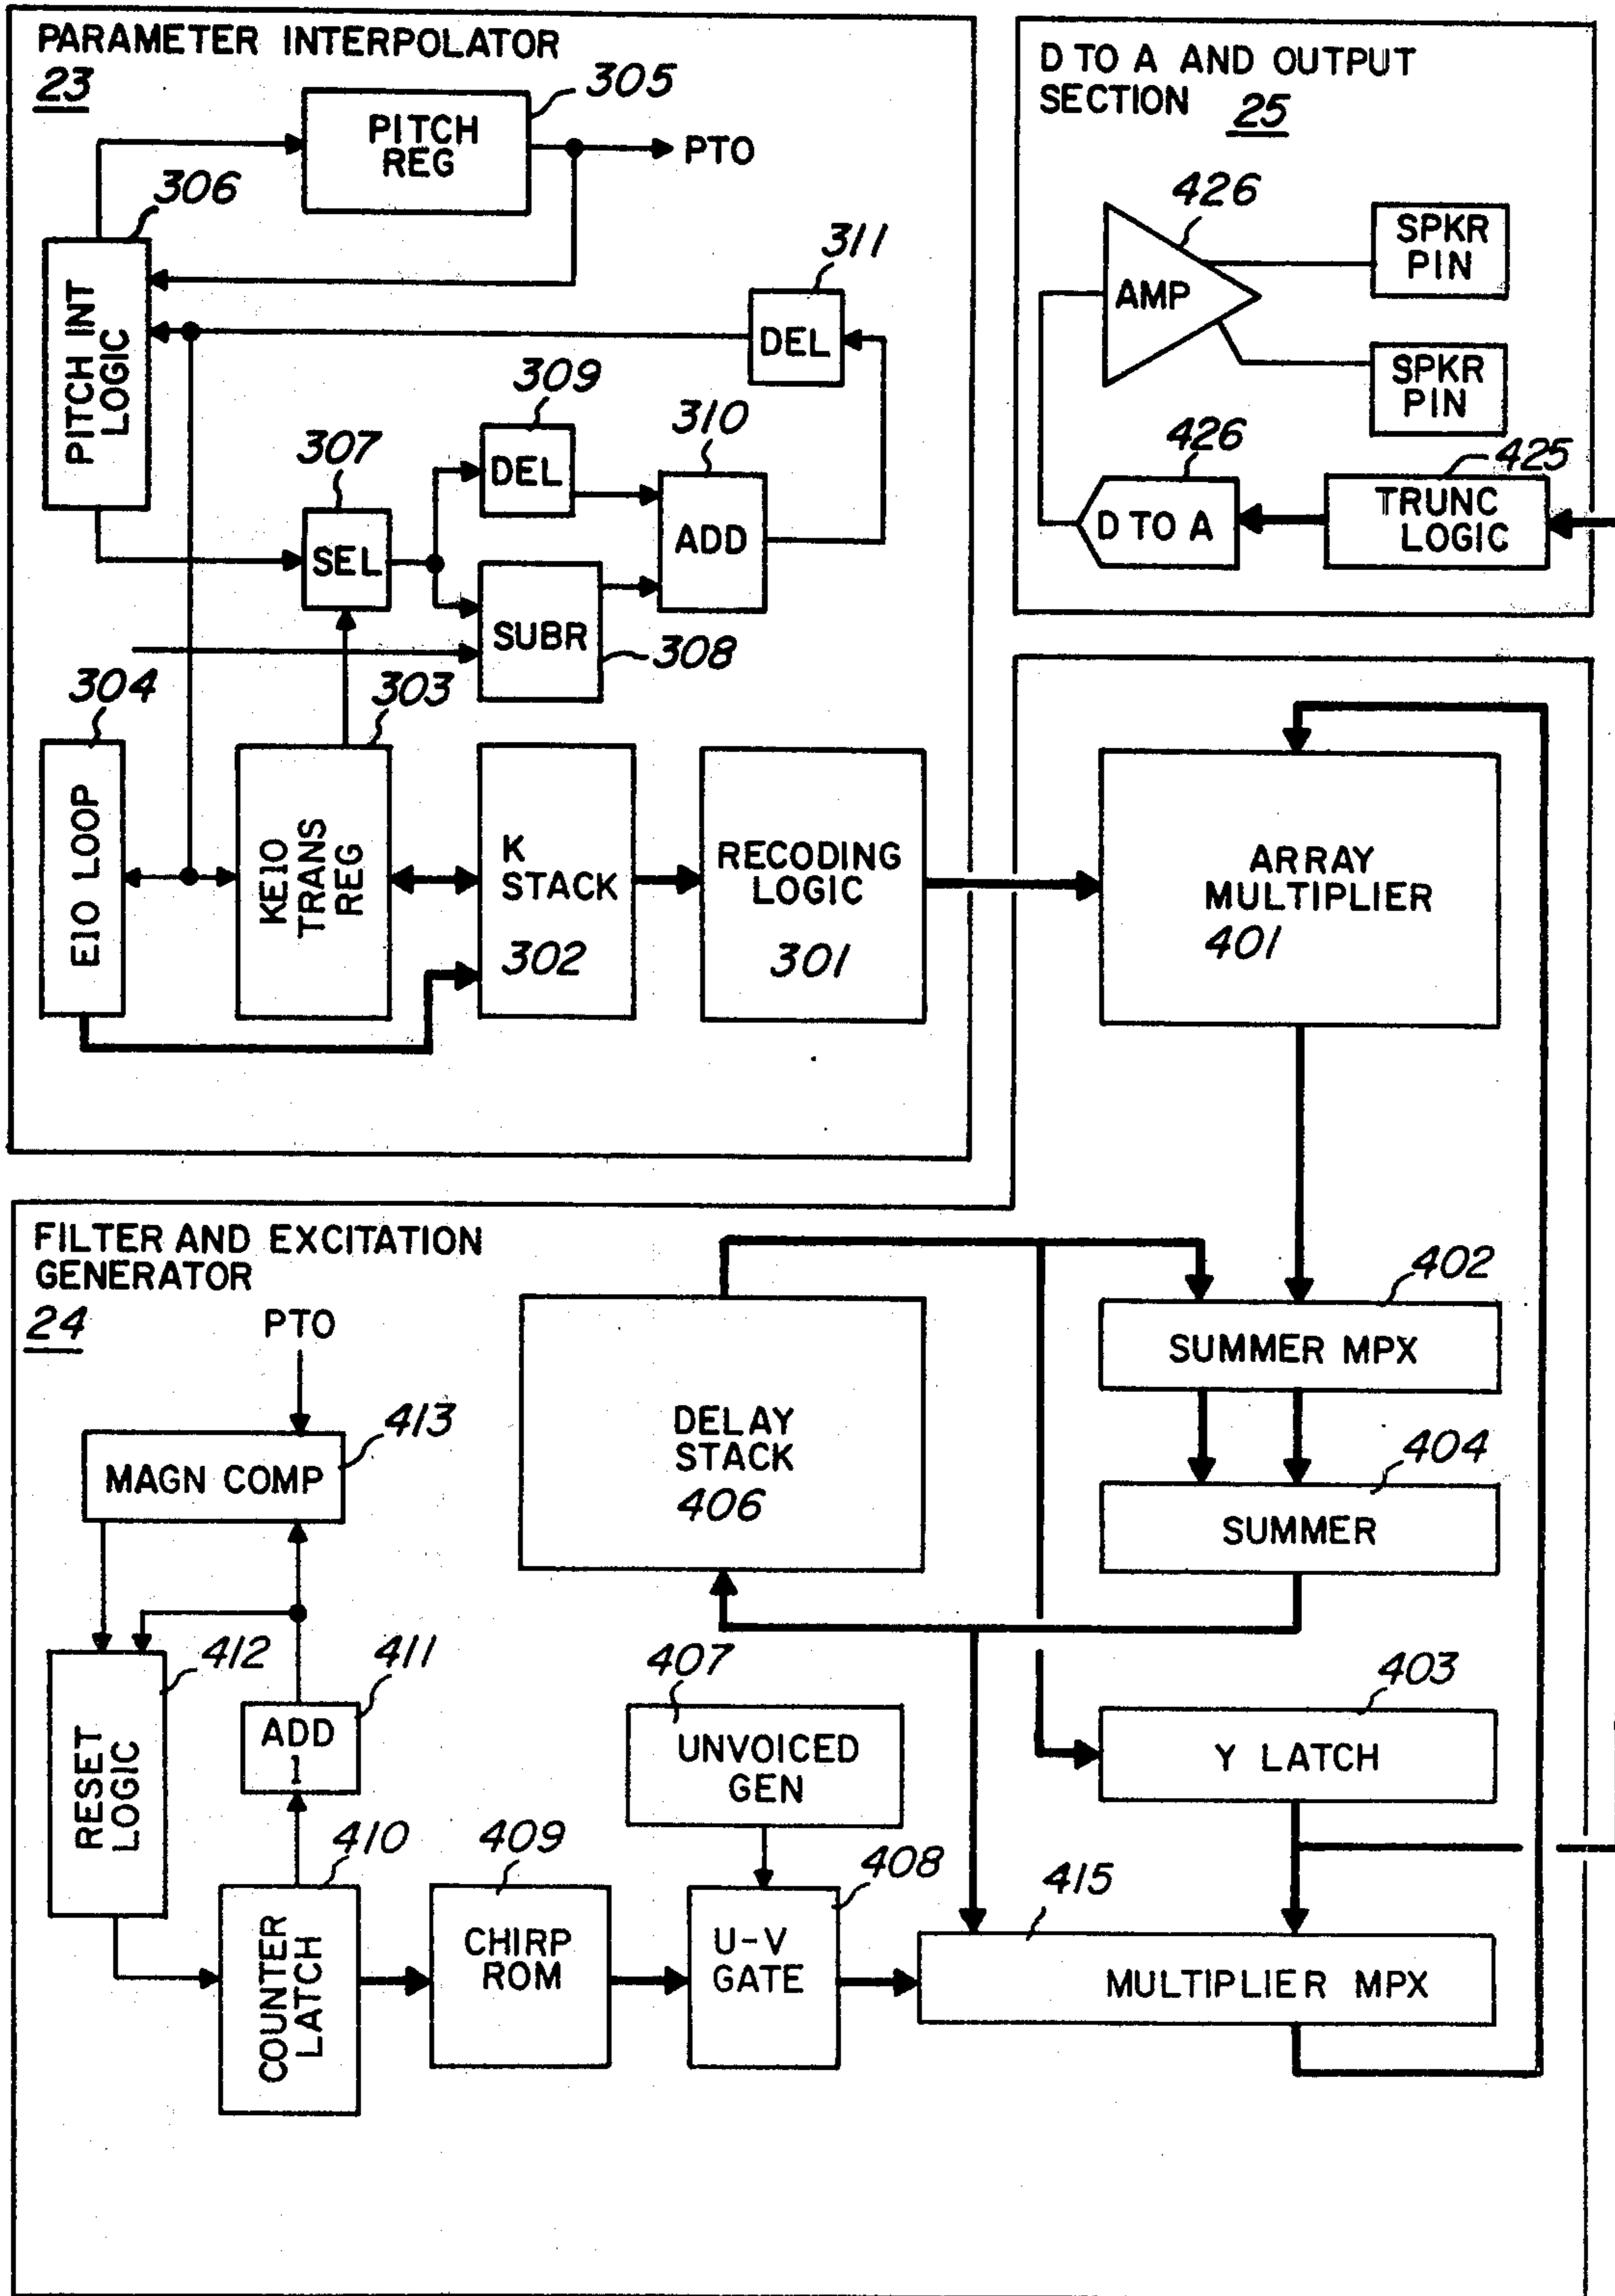 PARAMETER INTERPOLATOR
23
305
PITCH
REG
PTO
306
PITCH INT
LOGIC
311
DEL
309
DEL
310
ADD
307
SEL
SUBR
308
304
E10 LOOP
303
KE10
TRANS
REG
K
STACK
302
RECODING
LOGIC
301
D TO A AND OUTPUT
SECTION 25
426
AMP
SPKR
PIN
SPKR
PIN
426
D TO A
425
TRUNC
LOGIC
ARRAY
MULTIPLIER
401
FILTER AND EXCITATION
GENERATOR
24
PTO
413
MAGN COMP
DELAY
STACK
406
402
SUMMER MPX
404
SUMMER
412
RESET
LOGIC
411
ADD
1
407
UNVOICED
GEN
403
Y LATCH
410
COUNTER
LATCH
409
CHIRP
ROM
408
U-V
GATE
415
MULTIPLIER MPX